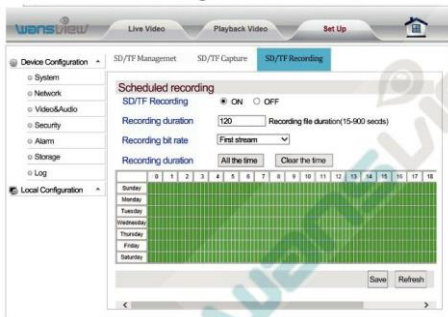 wansview
Live Video
Playback Video
Set Up
Device Configuration
System
Network
Video&Audio
Security
Alarm
Storage
Log
Local Configuration
SD/TF Managemet
SD/TF Capture
SD/TF Recording
Scheduled recording
SD/TF Recording ON OFF
Recording duration 120 Recording file duration(15-900 secds)
Recording bit rate First stream
Recording duration All the time Clear the time
0 1 2 3 4 5 6 7 8 9 10 11 12 13 14 15 16 17 18
Sunday
Monday
Tuesday
Wednesday
Thursday
Friday
Saturday
Save Refresh
wansview